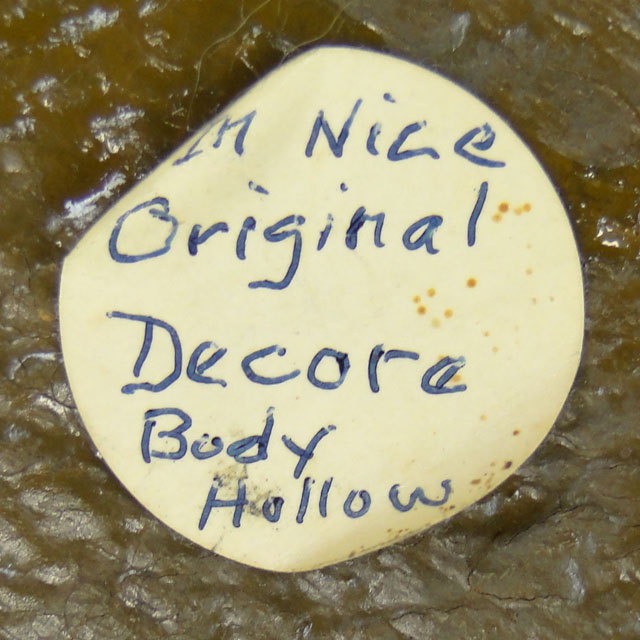 IN Nice
Original
Decore
Body
Hollow